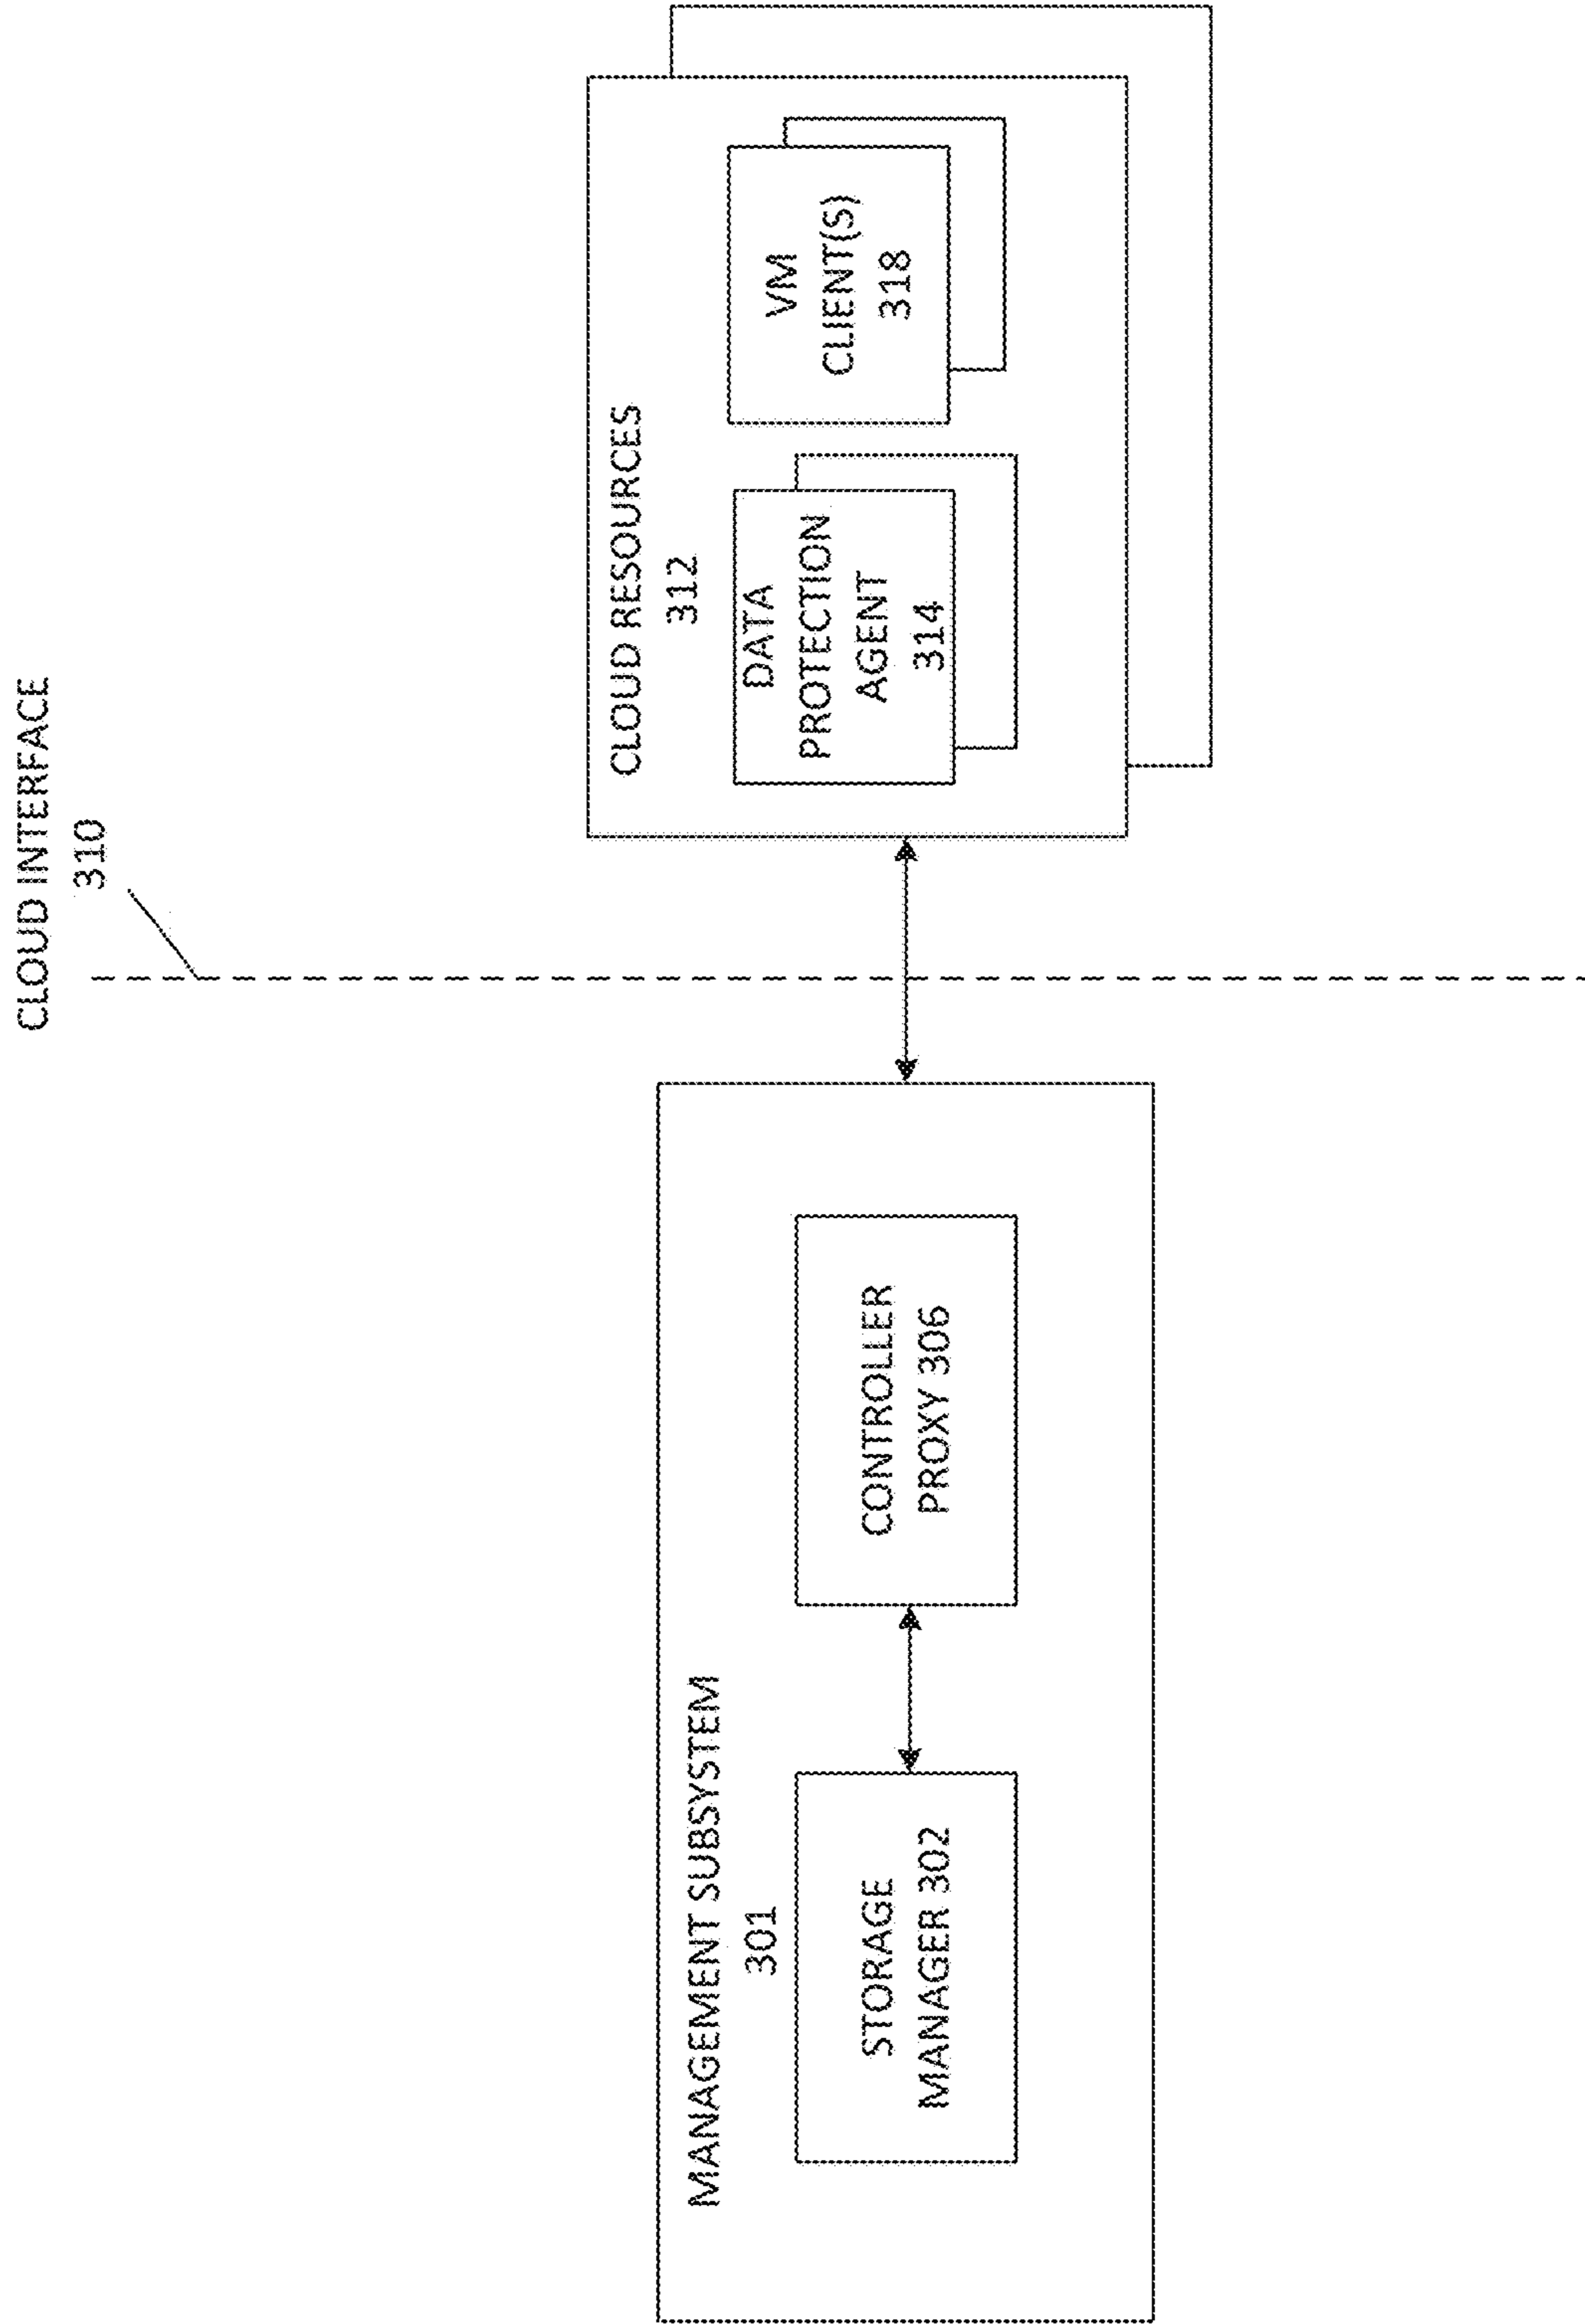 CLOUD INTERFACE
310
MANAGEMENT SUBSYSTEM
301
STORAGE
MANAGER 302
CONTROLLER
PROXY 306
CLOUD RESOURCES
312
DATA
PROTECTION
AGENT
314
VM
CLIENT(S)
318